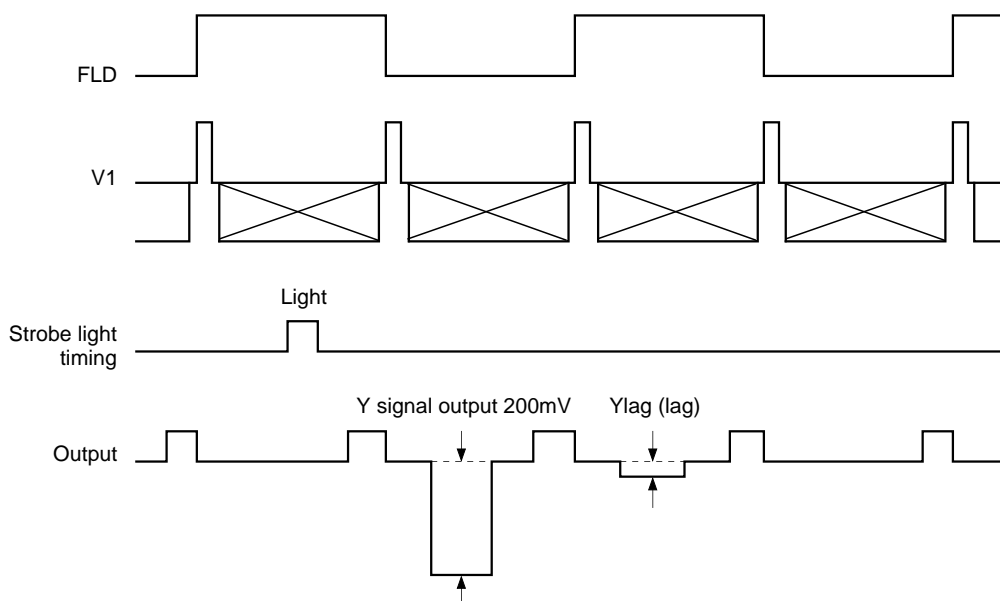 FLD
V1
Light
Strobe light
timing
Y signal output 200mV
Ylag (lag)
Output